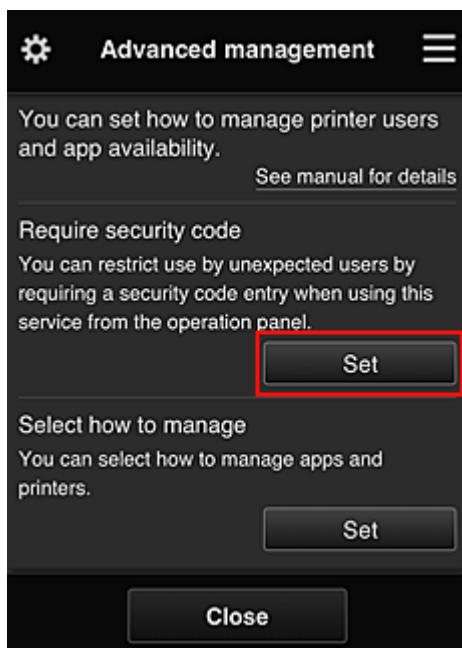 Advanced management
You can set how to manage printer users
and app availability.
See manual for details
Require security code
You can restrict use by unexpected users by
requiring a security code entry when using this
service from the operation panel.
Set
Select how to manage
You can select how to manage apps and
printers.
Set
Close